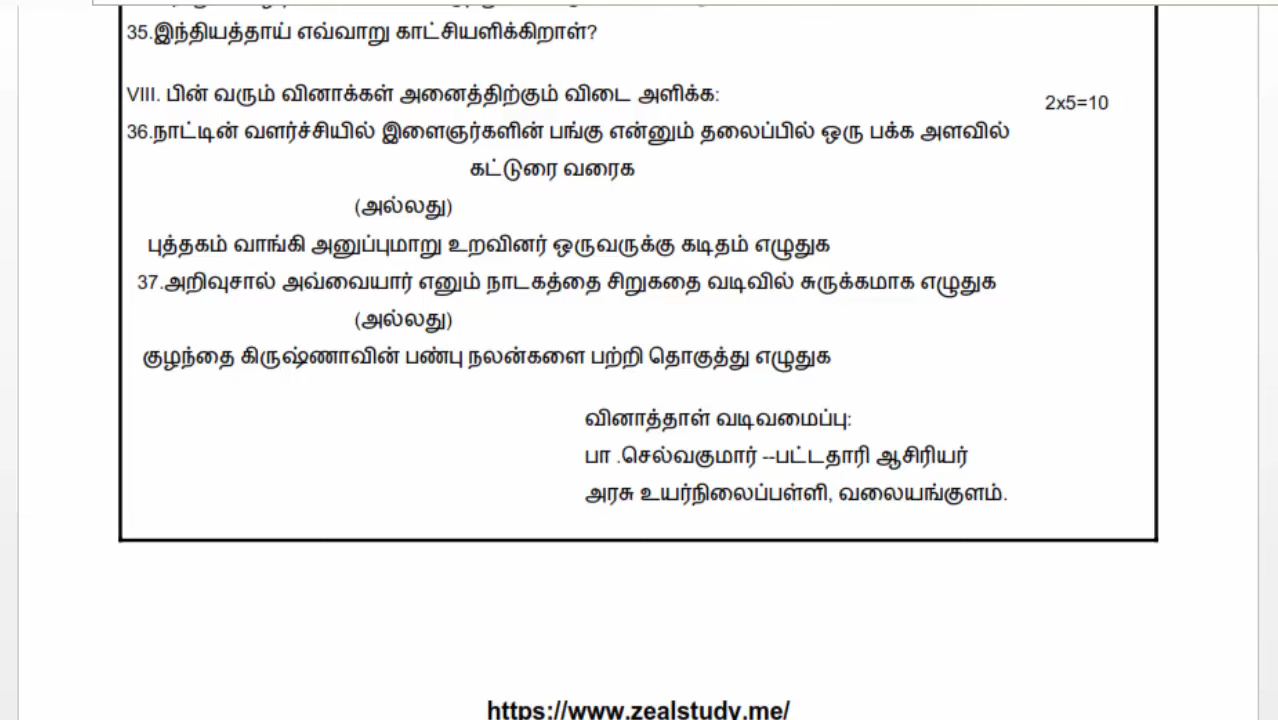 35.இந்தியத்தாய் எவ்வாறு காட்சியளிக்கிறாள்?
VIII. பின் வரும் வினாக்கள் அனைத்திற்கும் விடை அளிக்க:
2x5=10
36.நாட்டின் வளர்ச்சியில் இளைஞர்களின் பங்கு என்னும் தலைப்பில் ஒரு பக்க அளவில்
கட்டுரை வரைக
(அல்லது)
புத்தகம் வாங்கி அனுப்புமாறு உறவினர் ஒருவருக்கு கடிதம் எழுதுக
37.அறிவுசால் அவ்வையார் எனும் நாடகத்தை சிறுகதை வடிவில் சுருக்கமாக எழுதுக
(அல்லது)
குழந்தை கிருஷ்ணாவின் பண்பு நலன்களை பற்றி தொகுத்து எழுதுக
வினாத்தாள் வடிவமைப்பு:
பா .செல்வகுமார் --பட்டதாரி ஆசிரியர்
அரசு உயர்நிலைப்பள்ளி, வலையங்குளம்.
https://www.zealstudy.me/